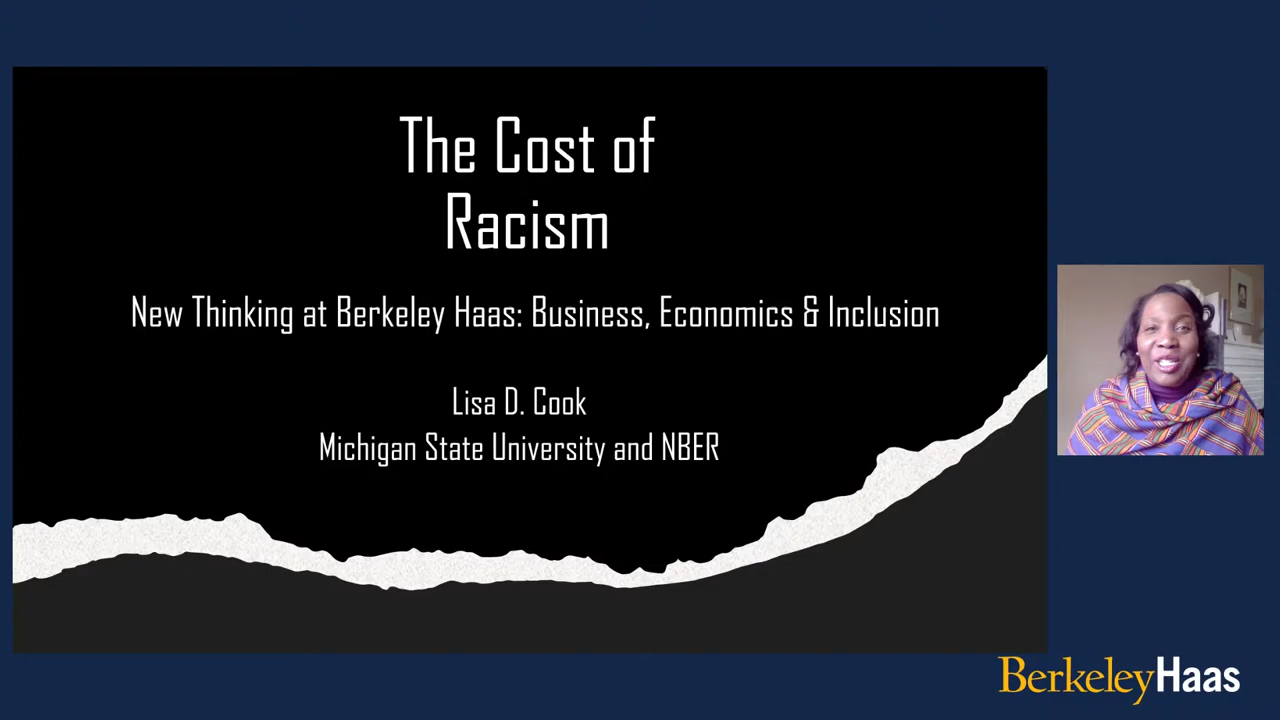 The Cost of
Racism
New Thinking at Berkeley Haas: Business, Economics & Inclusion
Lisa D. Cook
Michigan State University and NBER
BerkeleyHaas